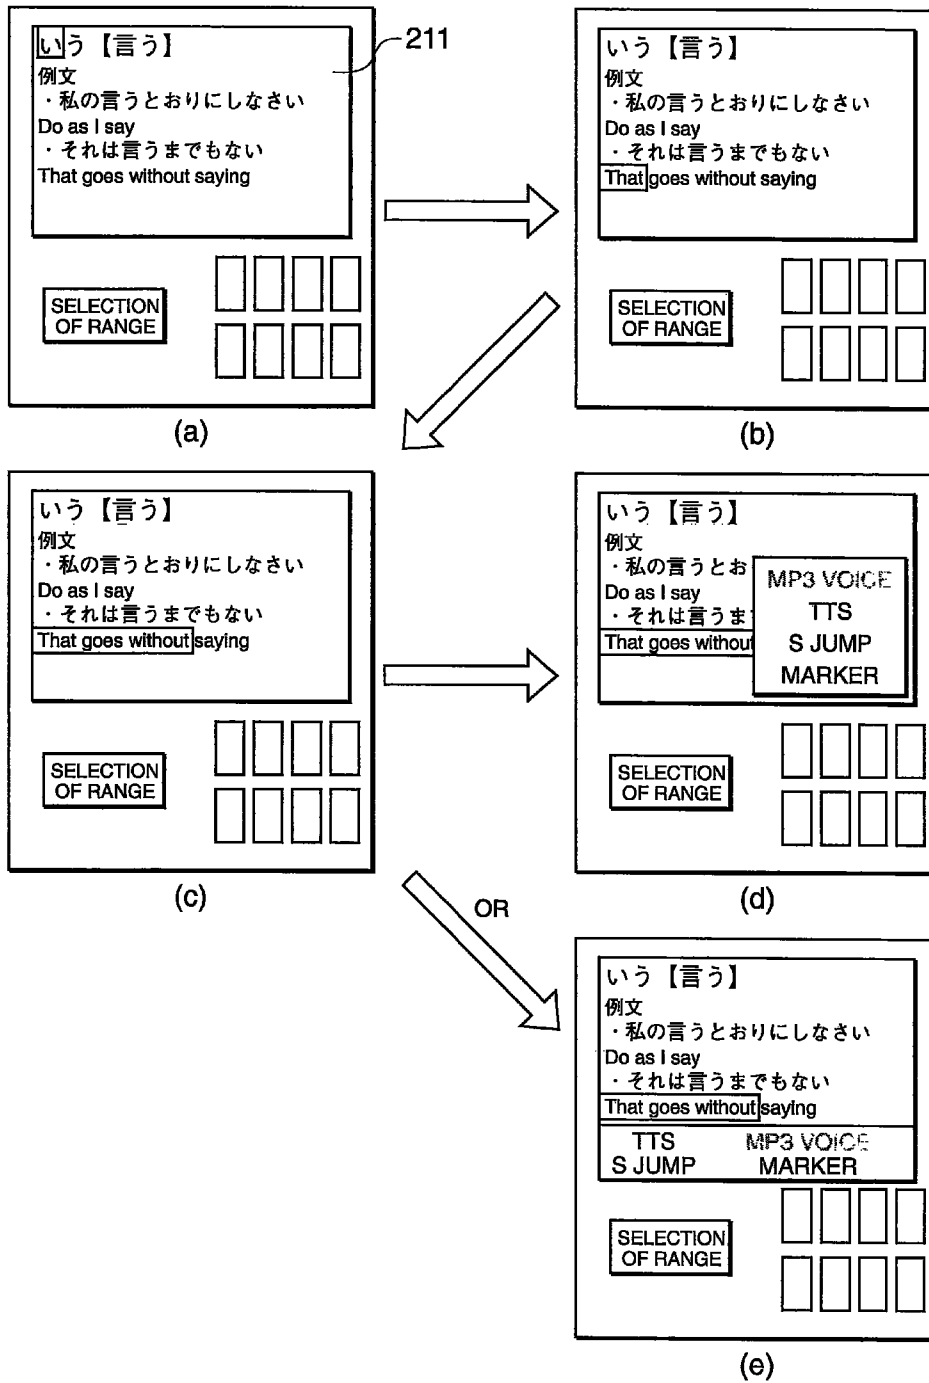 いう【言う】
例文
・私の言うとおりにしなさい
Do as I say
・それは言うまでもない
That goes without saying
211
SELECTION
OF RANGE
(a)
いう【言う】
例文
・私の言うとおりにしなさい
Do as I say
・それは言うまでもない
That goes without saying
SELECTION
OF RANGE
(b)
いう【言う】
例文
・私の言うとおりにしなさい
Do as I say
・それは言うまでもない
That goes without saying
SELECTION
OF RANGE
(c)
いう【言う】
例文
・私の言うとお
Do as I say
・それは言うま
That goes without
MP3 VOICE
TTS
S JUMP
MARKER
SELECTION
OF RANGE
(d)
OR
いう【言う】
例文
・私の言うとおりにしなさい
Do as I say
・それは言うまでもない
That goes without saying
TTS MP3 VOICE
S JUMP MARKER
SELECTION
OF RANGE
(e)